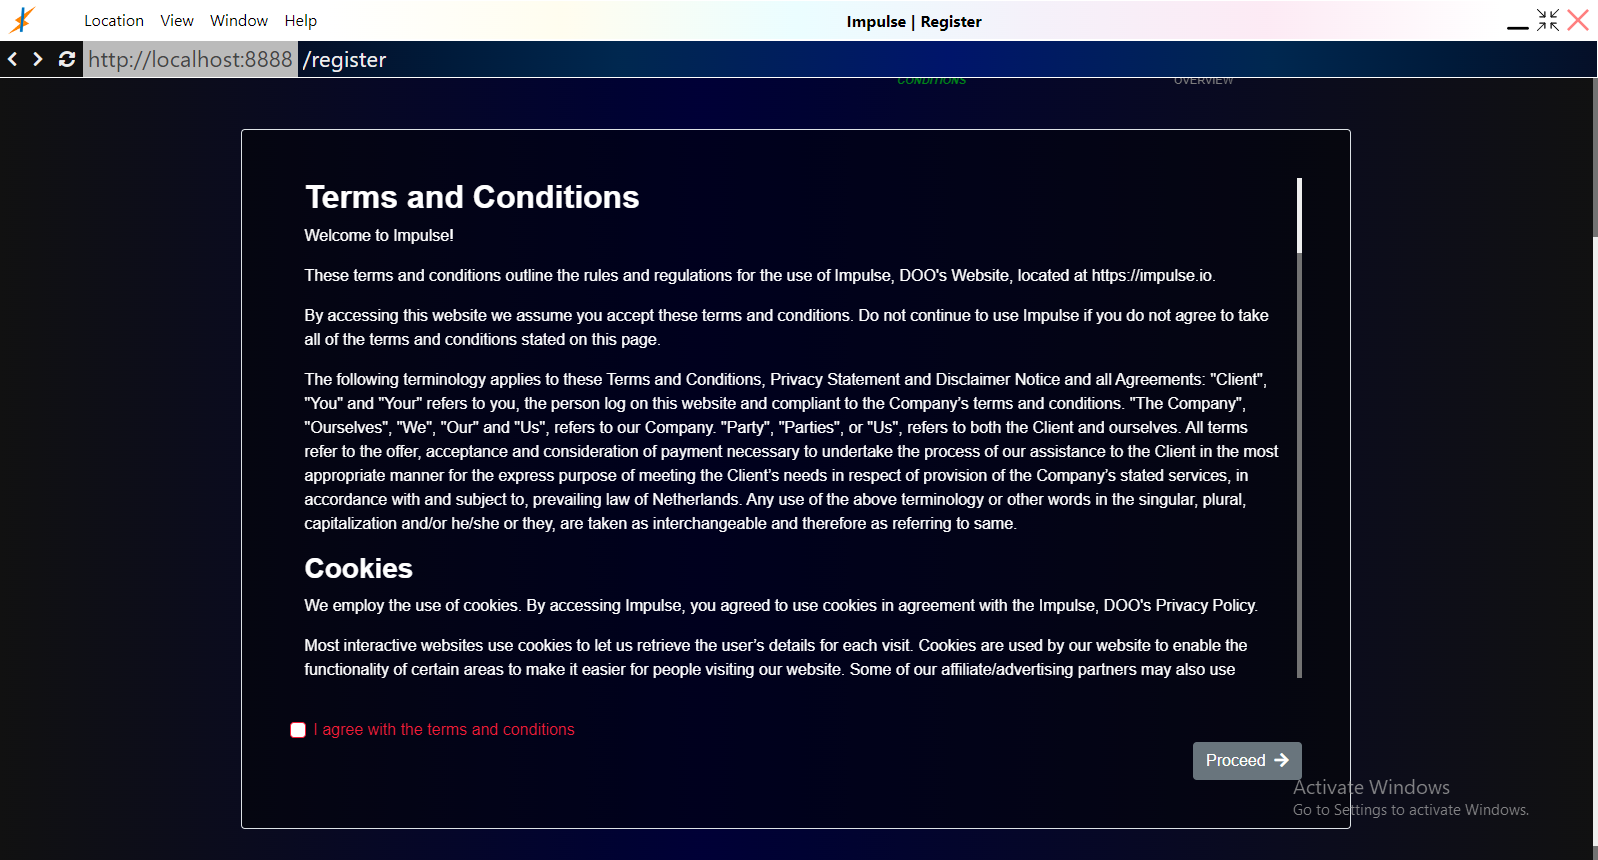 Location View Window Help
Impulse | Register
http://localhost:8888 /register
CONDITIONS
OVERVIEW
Terms and Conditions
Welcome to Impulse!
These terms and conditions outline the rules and regulations for the use of Impulse, DOO's Website, located at https://impulse.io.
By accessing this website we assume you accept these terms and conditions. Do not continue to use Impulse if you do not agree to take
all of the terms and conditions stated on this page.
The following terminology applies to these Terms and Conditions, Privacy Statement and Disclaimer Notice and all Agreements: "Client",
"You" and "Your" refers to you, the person log on this website and compliant to the Company's terms and conditions. "The Company",
"Ourselves", "We", "Our" and "Us", refers to our Company. "Party", "Parties", or "Us", refers to both the Client and ourselves. All terms
refer to the offer, acceptance and consideration of payment necessary to undertake the process of our assistance to the Client in the most
appropriate manner for the express purpose of meeting the Client's needs in respect of provision of the Company's stated services, in
accordance with and subject to, prevailing law of Netherlands. Any use of the above terminology or other words in the singular, plural,
capitalization and/or he/she or they, are taken as interchangeable and therefore as referring to same.
Cookies
We employ the use of cookies. By accessing Impulse, you agreed to use cookies in agreement with the Impulse, DOO's Privacy Policy.
Most interactive websites use cookies to let us retrieve the user's details for each visit. Cookies are used by our website to enable the
functionality of certain areas to make it easier for people visiting our website. Some of our affiliate/advertising partners may also use
I agree with the terms and conditions
Proceed
Activate Windows
Go to Settings to activate Windows.